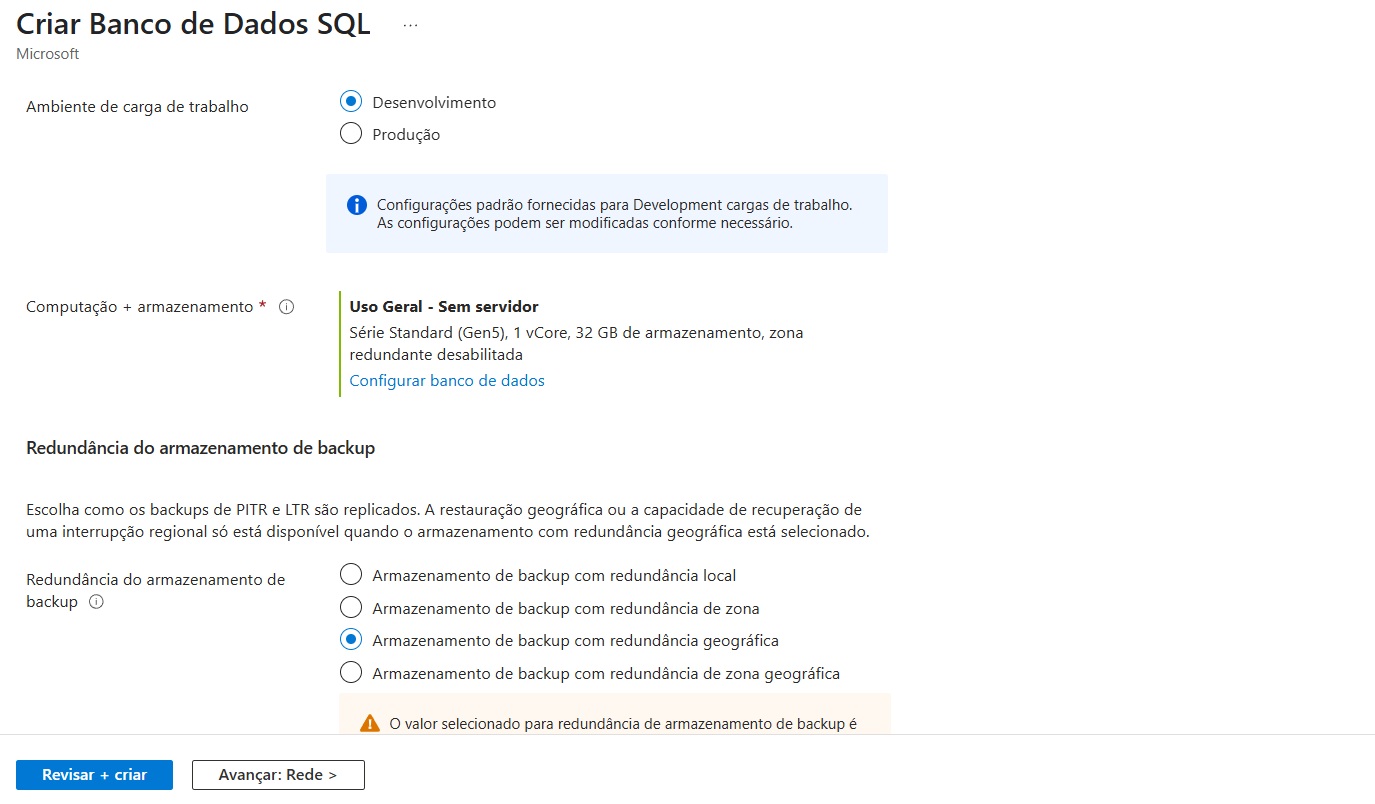 Criar Banco de Dados SQL ...
Microsoft
Ambiente de carga de trabalho
Desenvolvimento
Produção
Configurações padrão fornecidas para Development cargas de trabalho.
As configurações podem ser modificadas conforme necessário.
Computação + armazenamento *
Uso Geral - Sem servidor
Série Standard (Gen5), 1 vCore, 32 GB de armazenamento, zona
redundante desabilitada
Configurar banco de dados
Redundância do armazenamento de backup
Escolha como os backups de PITR e LTR são replicados. A restauração geográfica ou a capacidade de recuperação de
uma interrupção regional só está disponível quando o armazenamento com redundância geográfica está selecionado.
Redundância do armazenamento de
backup
Armazenamento de backup com redundância local
Armazenamento de backup com redundância de zona
Armazenamento de backup com redundância geográfica
Armazenamento de backup com redundância de zona geográfica
O valor selecionado para redundância de armazenamento de backup é
Revisar + criar
Avançar: Rede >